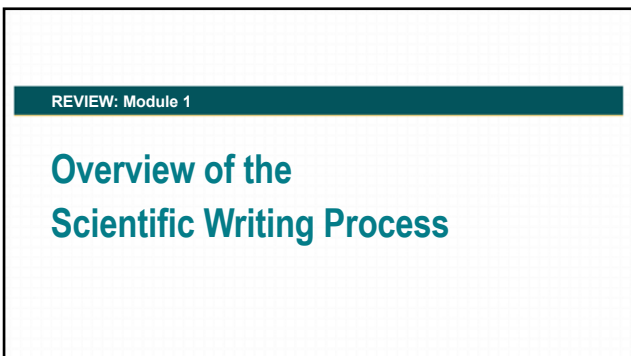 REVIEW: Module 1
Overview of the
Scientific Writing Process